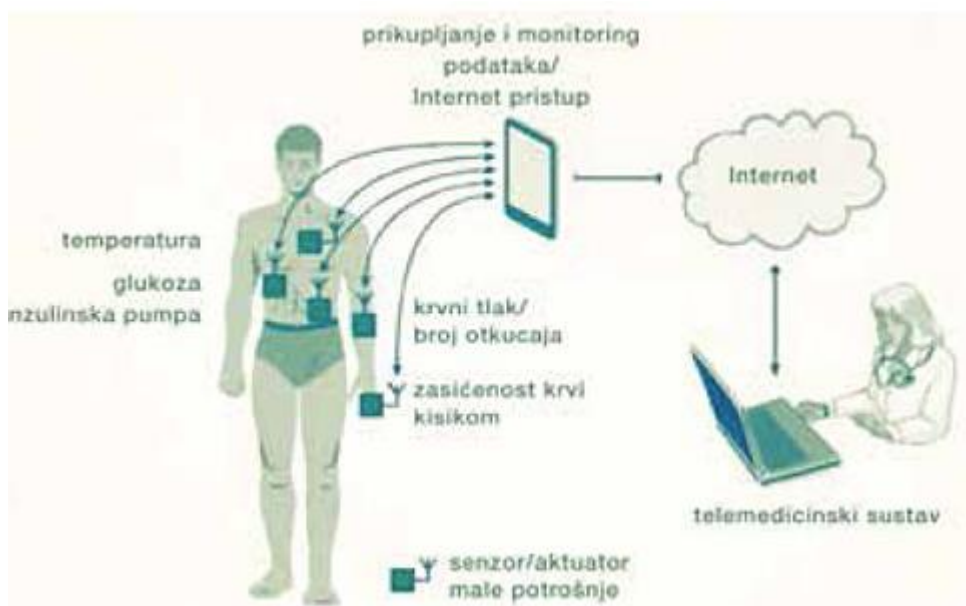 prikupljanje i monitoring
podataka/
Internet pristup
Internet
temperatura
glukoza
nzulinska pumpa
krvni tlak/
broj otkucaja
zasićenost krvi
kisikom
telemedicinski sustav
senzor/aktuator
male potrošnje